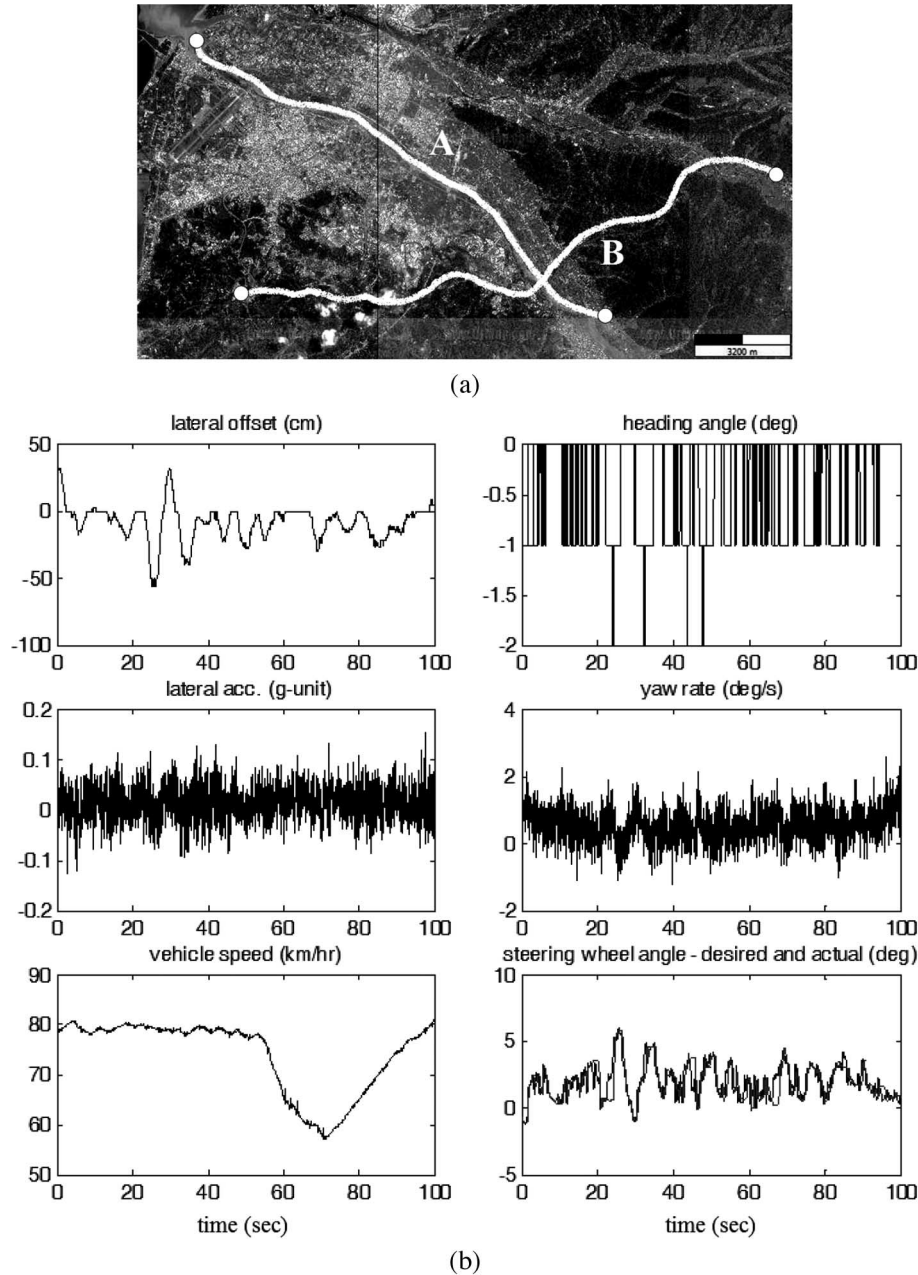 A
B
3200 m
(a)
lateral offset (cm)
50
0
-50
-100
0 20 40 60 80 100
heading angle (deg)
0
-0.5
-1
-1.5
-2
0 20 40 60 80 100
lateral acc. (g-unit)
0.2
0.1
0
-0.1
-0.2
0 20 40 60 80 100
yaw rate (deg/s)
4
2
0
-2
0 20 40 60 80 100
vehicle speed (km/hr)
90
80
70
60
50
0 20 40 60 80 100
time (sec)
steering wheel angle - desired and actual (deg)
10
5
0
-5
0 20 40 60 80 100
time (sec)
(b)